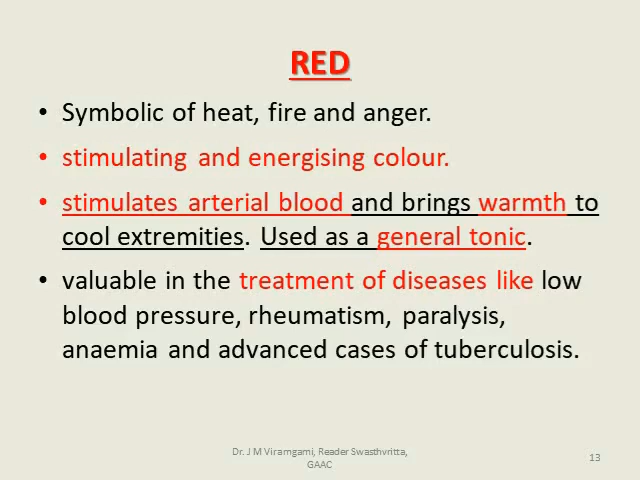 RED
• Symbolic of heat, fire and anger.
• stimulating and energising colour.
• stimulates arterial blood and brings warmth to
cool extremities. Used as a general tonic.
• valuable in the treatment of diseases like low
blood pressure, rheumatism, paralysis,
anaemia and advanced cases of tuberculosis.
Dr. J M Viramgami, Reader Swasthvritta,
GAAC
13